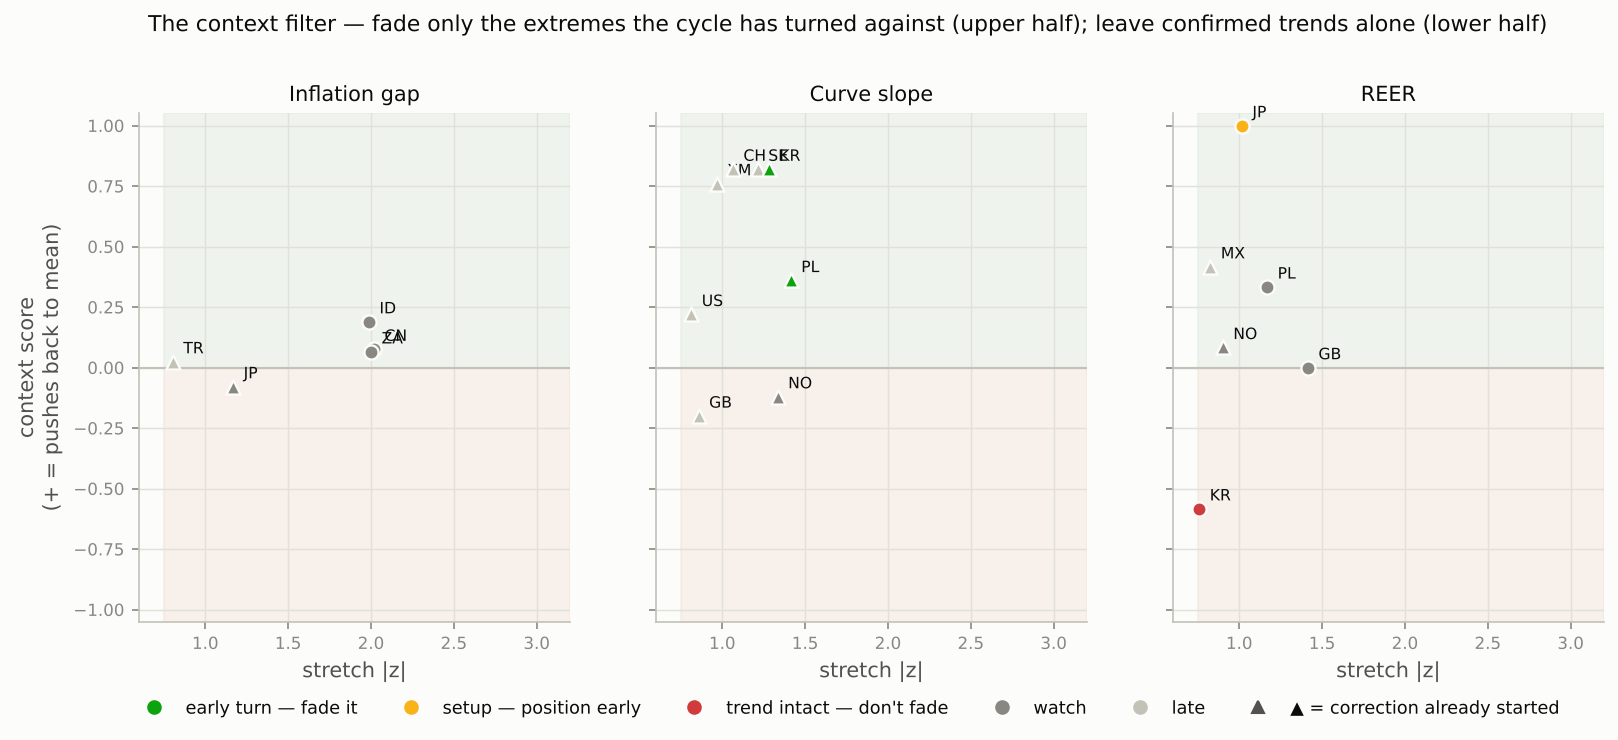 The context filter — fade only the extremes the cycle has turned against (upper half); leave confirmed trends alone (lower half)
Inflation gap
Curve slope
REER
context score
(+ = pushes back to mean)
1.00
0.75
0.50
0.25
0.00
−0.25
−0.50
−0.75
−1.00
ID
CN
ZA
TR
JP
1.0 1.5 2.0 2.5 3.0
stretch |z|
CH
SE
KR
PL
US
NO
GB
1.0 1.5 2.0 2.5 3.0
stretch |z|
JP
MX
PL
NO
GB
KR
1.0 1.5 2.0 2.5 3.0
stretch |z|
early turn — fade it
setup — position early
trend intact — don't fade
watch
late
▲ = correction already started